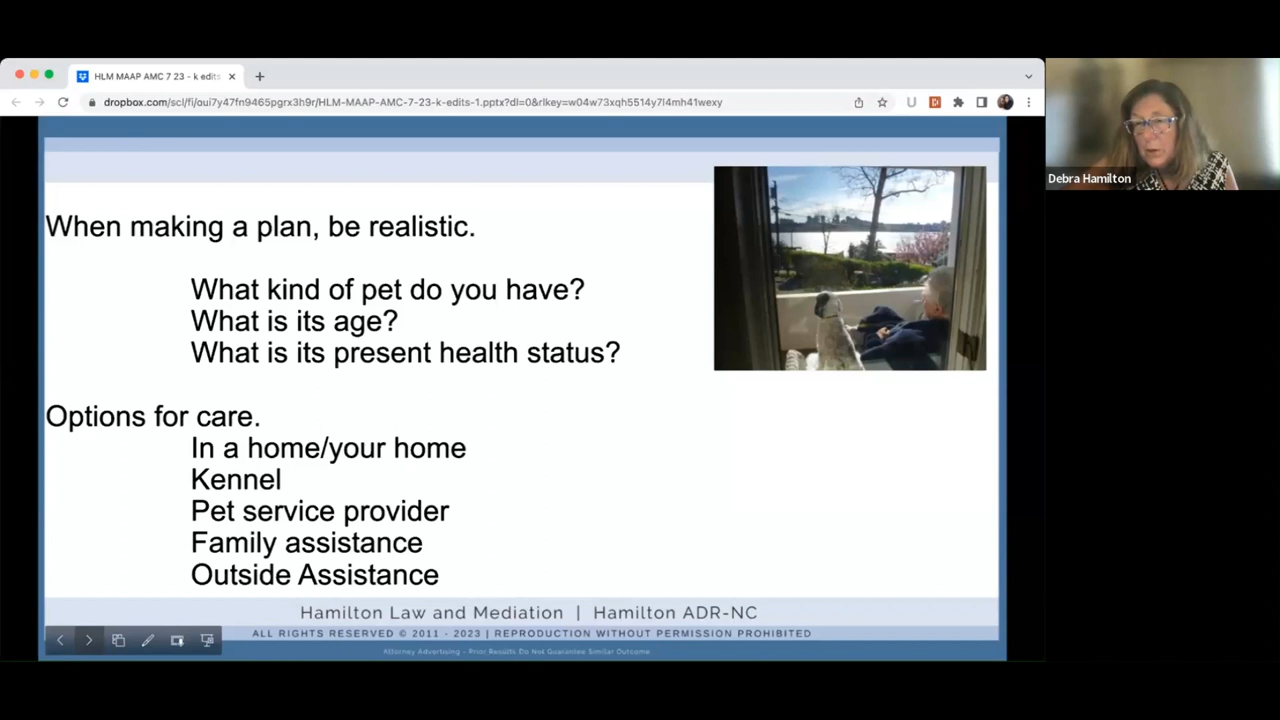 HLM MAAP AMC 7 23 - k edits
dropbox.com/scl/fi/oui7y47fn9465pgrx3h9r/HLM-MAAP-AMC-7-23-k-edits-1.pptx?dl=0&rlkey=w04w73xqh5514y7l4mh41wexy
Debra Hamilton
When making a plan, be realistic.
What kind of pet do you have?
What is its age?
What is its present health status?
Options for care.
In a home/your home
Kennel
Pet service provider
Family assistance
Outside Assistance
Hamilton Law and Mediation | Hamilton ADR-NC
ALL RIGHTS RESERVED © 2011 - 2023 | REPRODUCTION WITHOUT PERMISSION PROHIBITED
Attorney Advertising - Prior Results Do Not Guarantee Similar Outcome